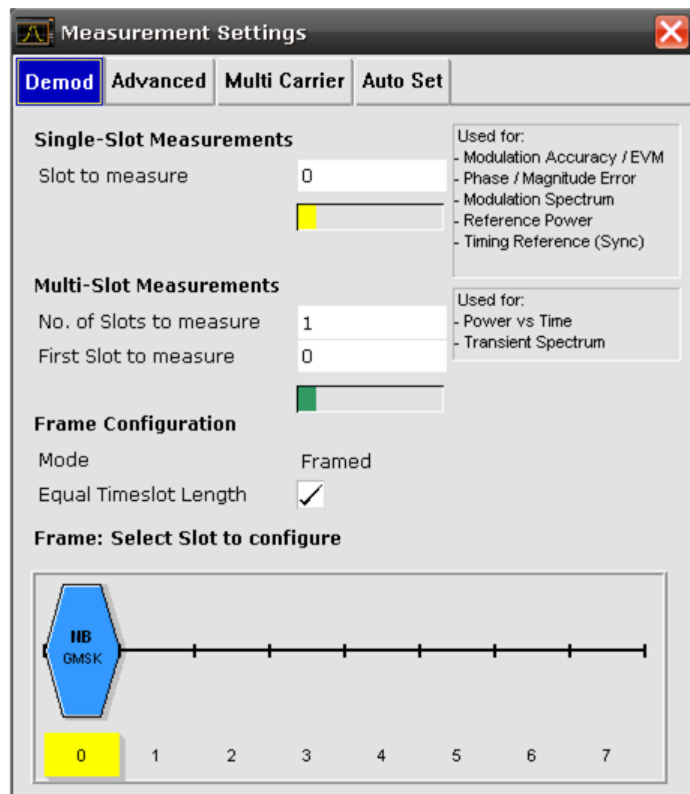 Measurement Settings
Demod Advanced Multi Carrier Auto Set
Single-Slot Measurements
Slot to measure 0
Used for:
- Modulation Accuracy / EVM
- Phase / Magnitude Error
- Modulation Spectrum
- Reference Power
- Timing Reference (Sync)
Multi-Slot Measurements
No. of Slots to measure 1
First Slot to measure 0
Used for:
- Power vs Time
- Transient Spectrum
Frame Configuration
Mode Framed
Equal Timeslot Length
Frame: Select Slot to configure
NB
GMSK
0 1 2 3 4 5 6 7